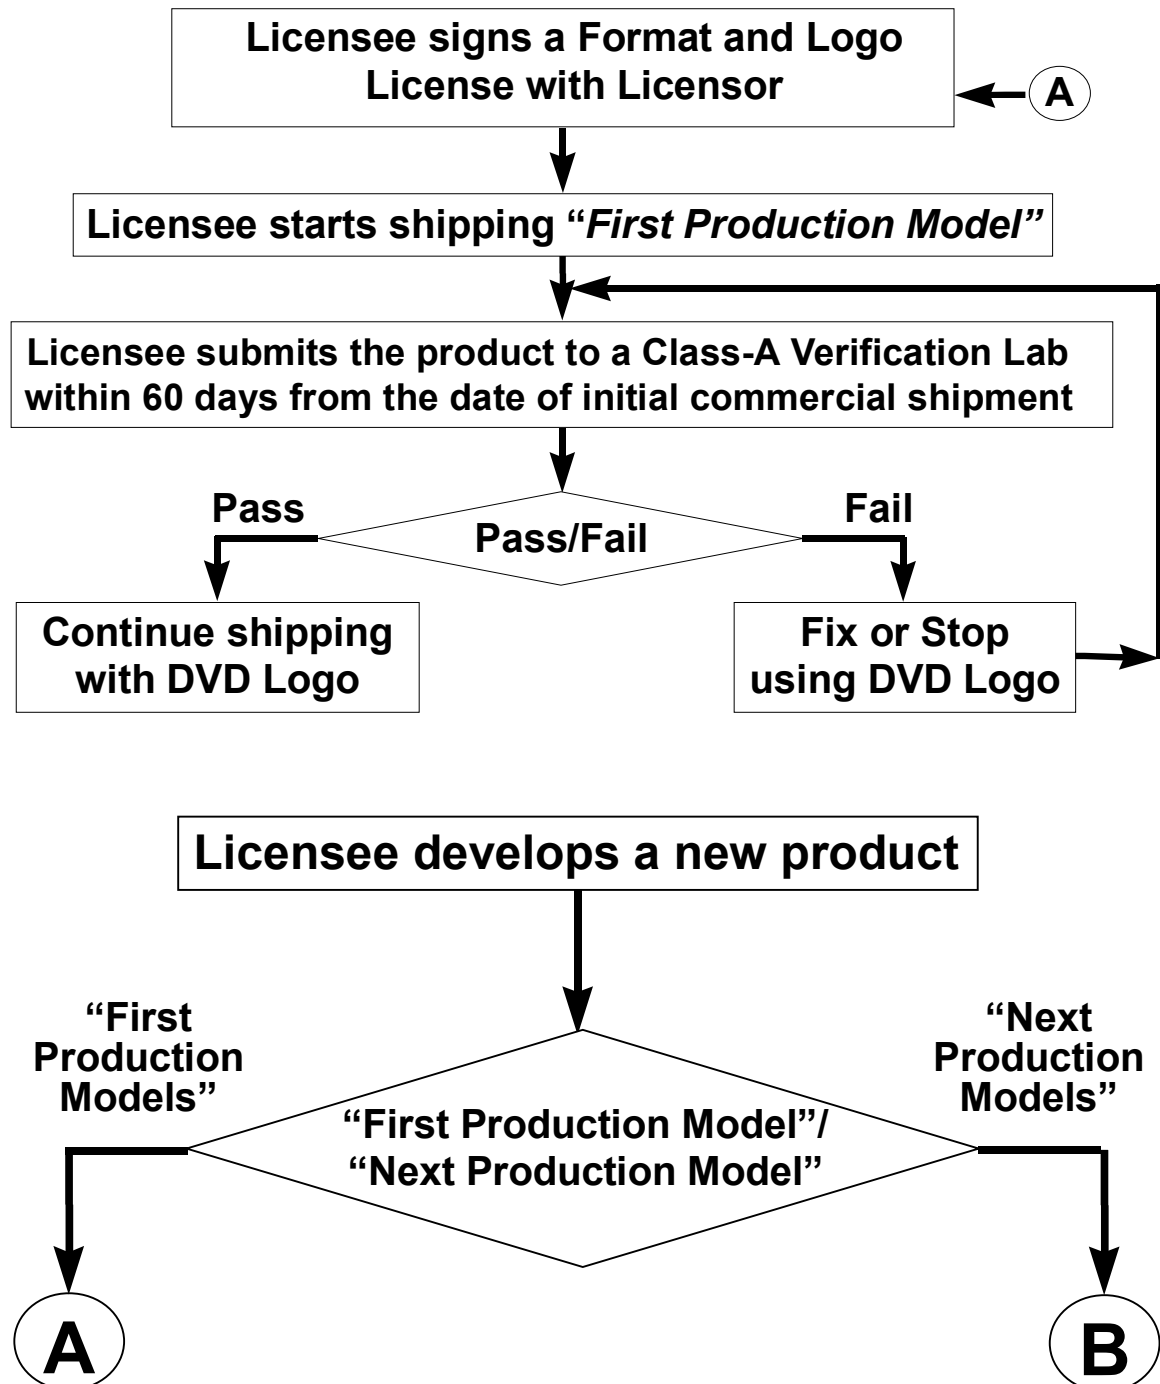 Licensee signs a Format and Logo
License with Licensor
A
Licensee starts shipping “First Production Model”
Licensee submits the product to a Class-A Verification Lab
within 60 days from the date of initial commercial shipment
Pass
Fail
Pass/Fail
Continue shipping
with DVD Logo
Fix or Stop
using DVD Logo
Licensee develops a new product
“First
Production
Models”
“Next
Production
Models”
“First Production Model”/
“Next Production Model”
A
B